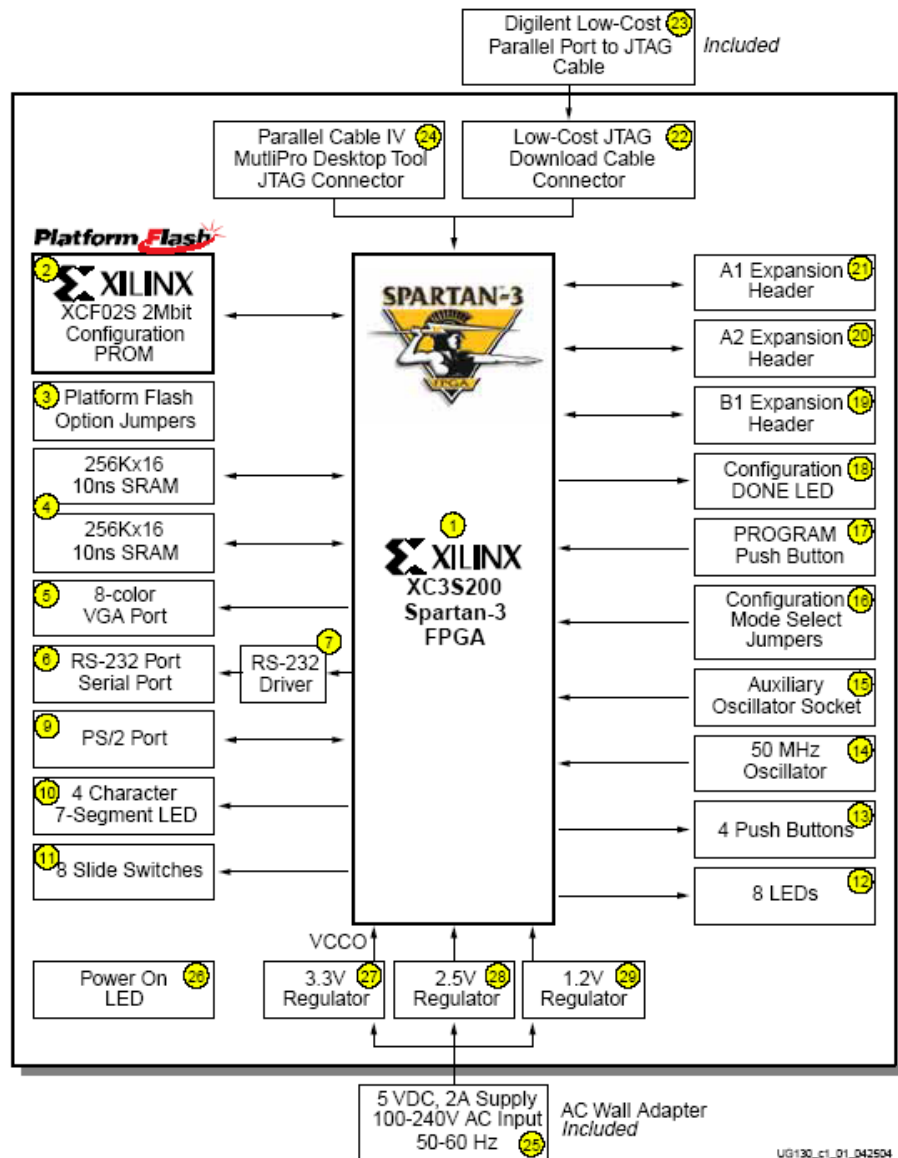 Digilent Low-Cost 23
Parallel Port to JTAG
Cable
Included
Parallel Cable IV 24
MutliPro Desktop Tool
JTAG Connector
Low-Cost JTAG 22
Download Cable
Connector
Platform Flash
2
XILINX
XCF02S 2Mbit
Configuration
PROM
3 Platform Flash
Option Jumpers
256Kx16
10ns SRAM
4
256Kx16
10ns SRAM
5 8-color
VGA Port
6 RS-232 Port
Serial Port
7
RS-232
Driver
9
PS/2 Port
10 4 Character
7-Segment LED
11
8 Slide Switches
Power On 26
LED
SPARTAN-3
FPGA
1
XILINX
XC3S200
Spartan-3
FPGA
A1 Expansion 21
Header
A2 Expansion 20
Header
B1 Expansion 19
Header
Configuration 18
DONE LED
PROGRAM 17
Push Button
Configuration 16
Mode Select
Jumpers
Auxiliary 15
Oscillator Socket
50 MHz 14
Oscillator
13
4 Push Buttons
12
8 LEDs
VCCO
3.3V 27
Regulator
2.5V 28
Regulator
1.2V 29
Regulator
5 VDC, 2A Supply
100-240V AC Input
50-60 Hz 25
AC Wall Adapter
Included
UG130_c1_01_042504